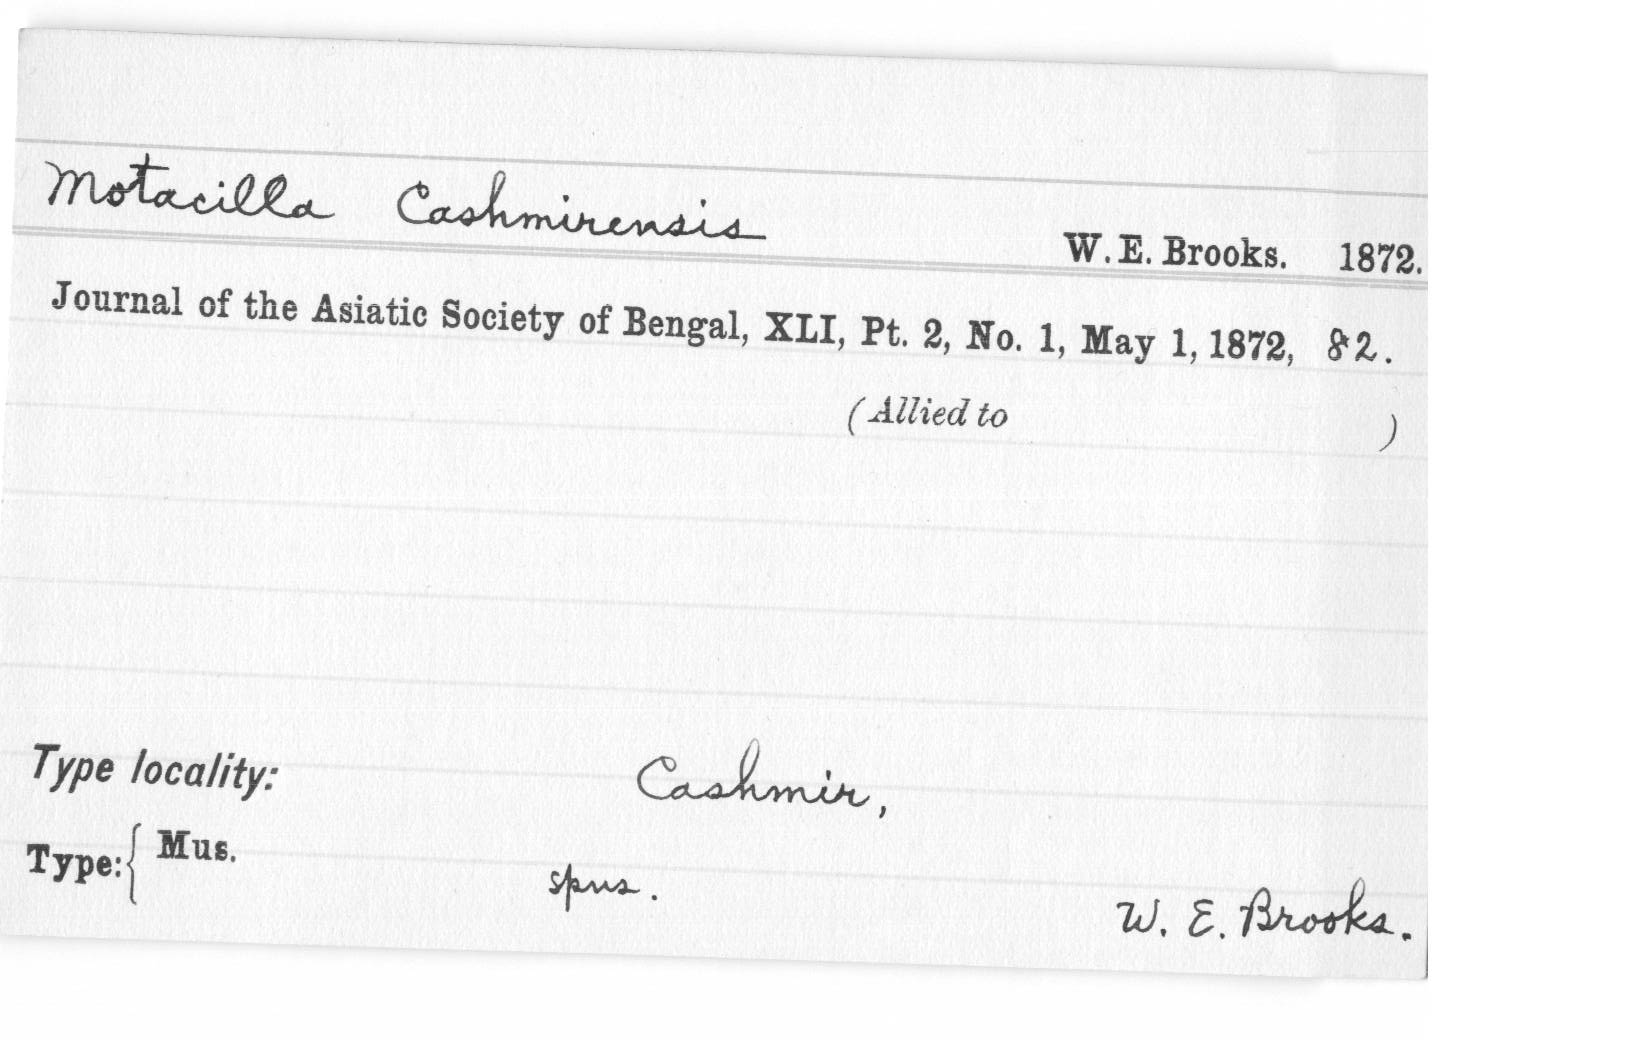 Motacilla Cashmirensis
W. E. Brooks. 1872.
Journal of the Asiatic Society of Bengal, XLI, Pt. 2, No. 1, May 1, 1872, 82.
(Allied to )
Type locality: Cashmir,
Type: { Mus.
spns.
W. E. Brooks.